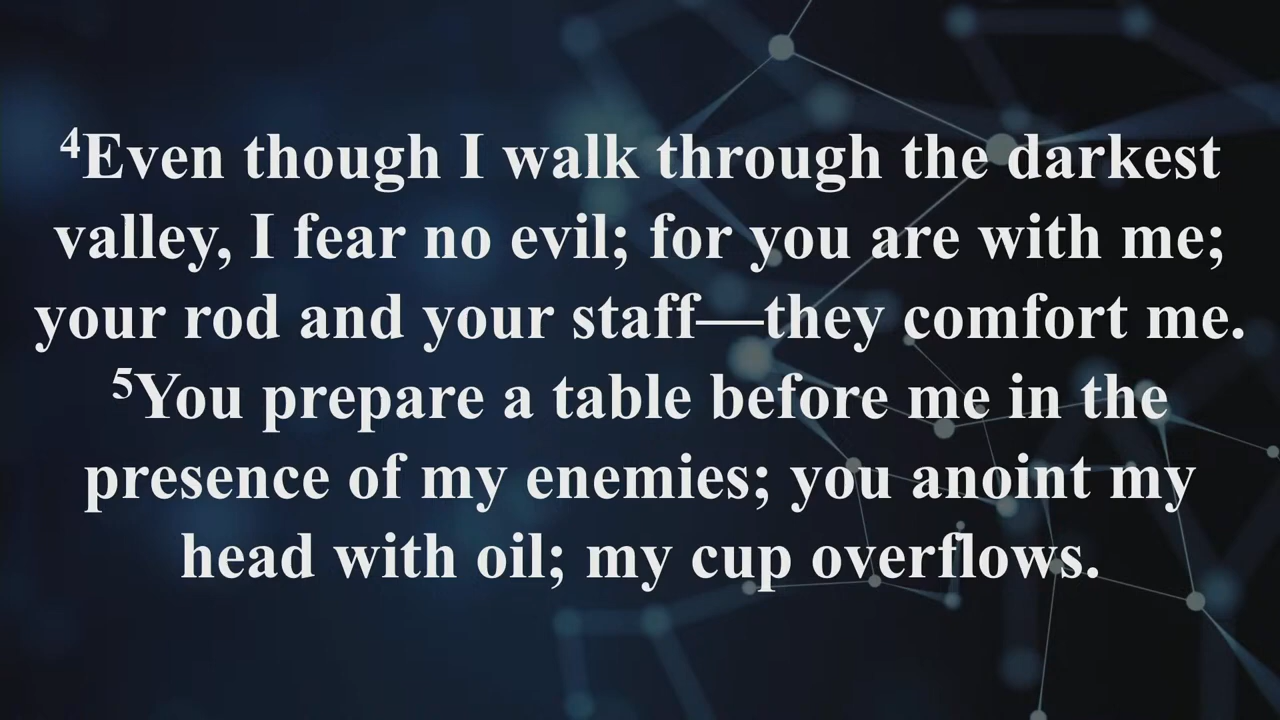 ⁴Even though I walk through the darkest
valley, I fear no evil; for you are with me;
your rod and your staff—they comfort me.
⁵You prepare a table before me in the
presence of my enemies; you anoint my
head with oil; my cup overflows.